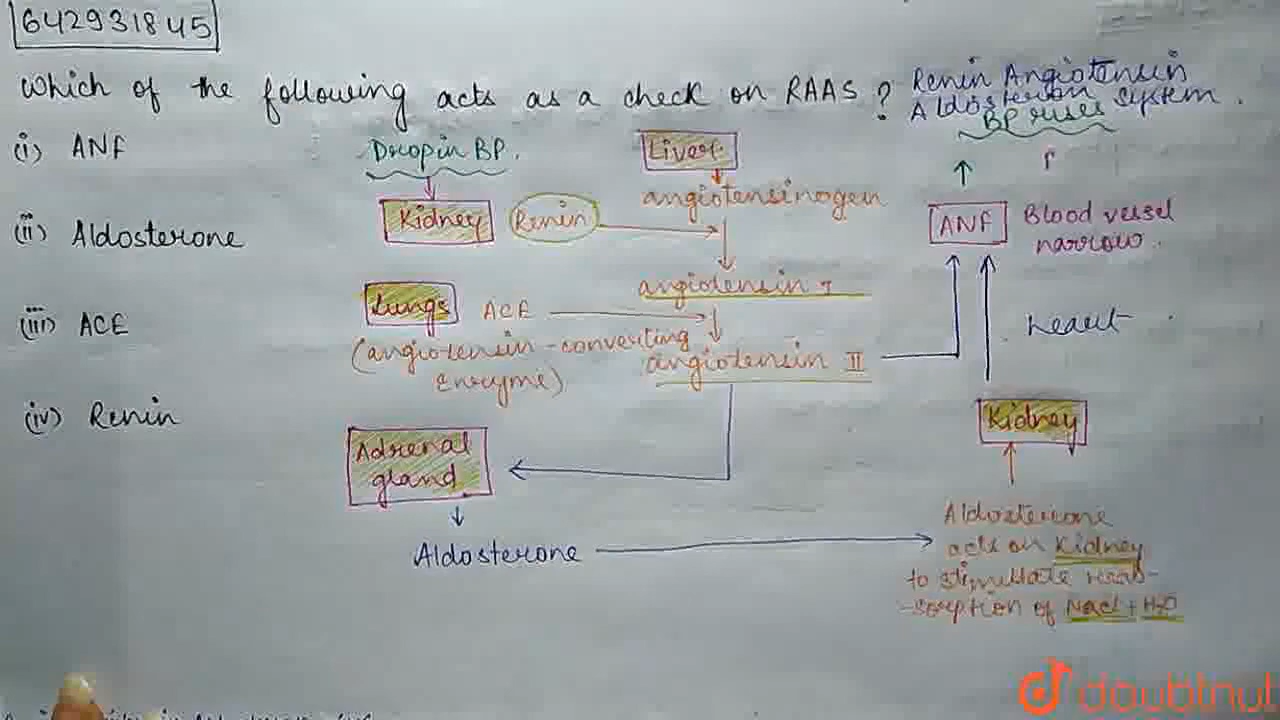 642931845
Which of the following acts as a check on RAAS ?
Renin Angiotensin
Aldosterion system.
(i) ANF
(ii) Aldosterone
(iii) ACE
(iv) Renin
Drop in BP.
Kidney
Renin
Liver
angiotensinogen
angiotensin I
Lungs
ACE
(angiotensin-converting
Enzyme)
angiotensin II
Adrenal
gland
Aldosterone
BP rises
ANF
Blood vessel
narrow.
heart
Kidney
Aldosterone
acts on Kidney
to stimulate reab-
-sorption of NaCl + H2O
doubtnut